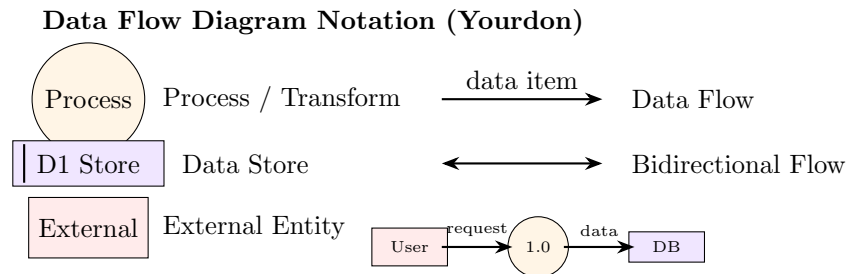 Data Flow Diagram Notation (Yourdon)
Process
Process / Transform
data item
Data Flow
D1 Store
Data Store
Bidirectional Flow
External
External Entity
User
request
1.0
data
DB